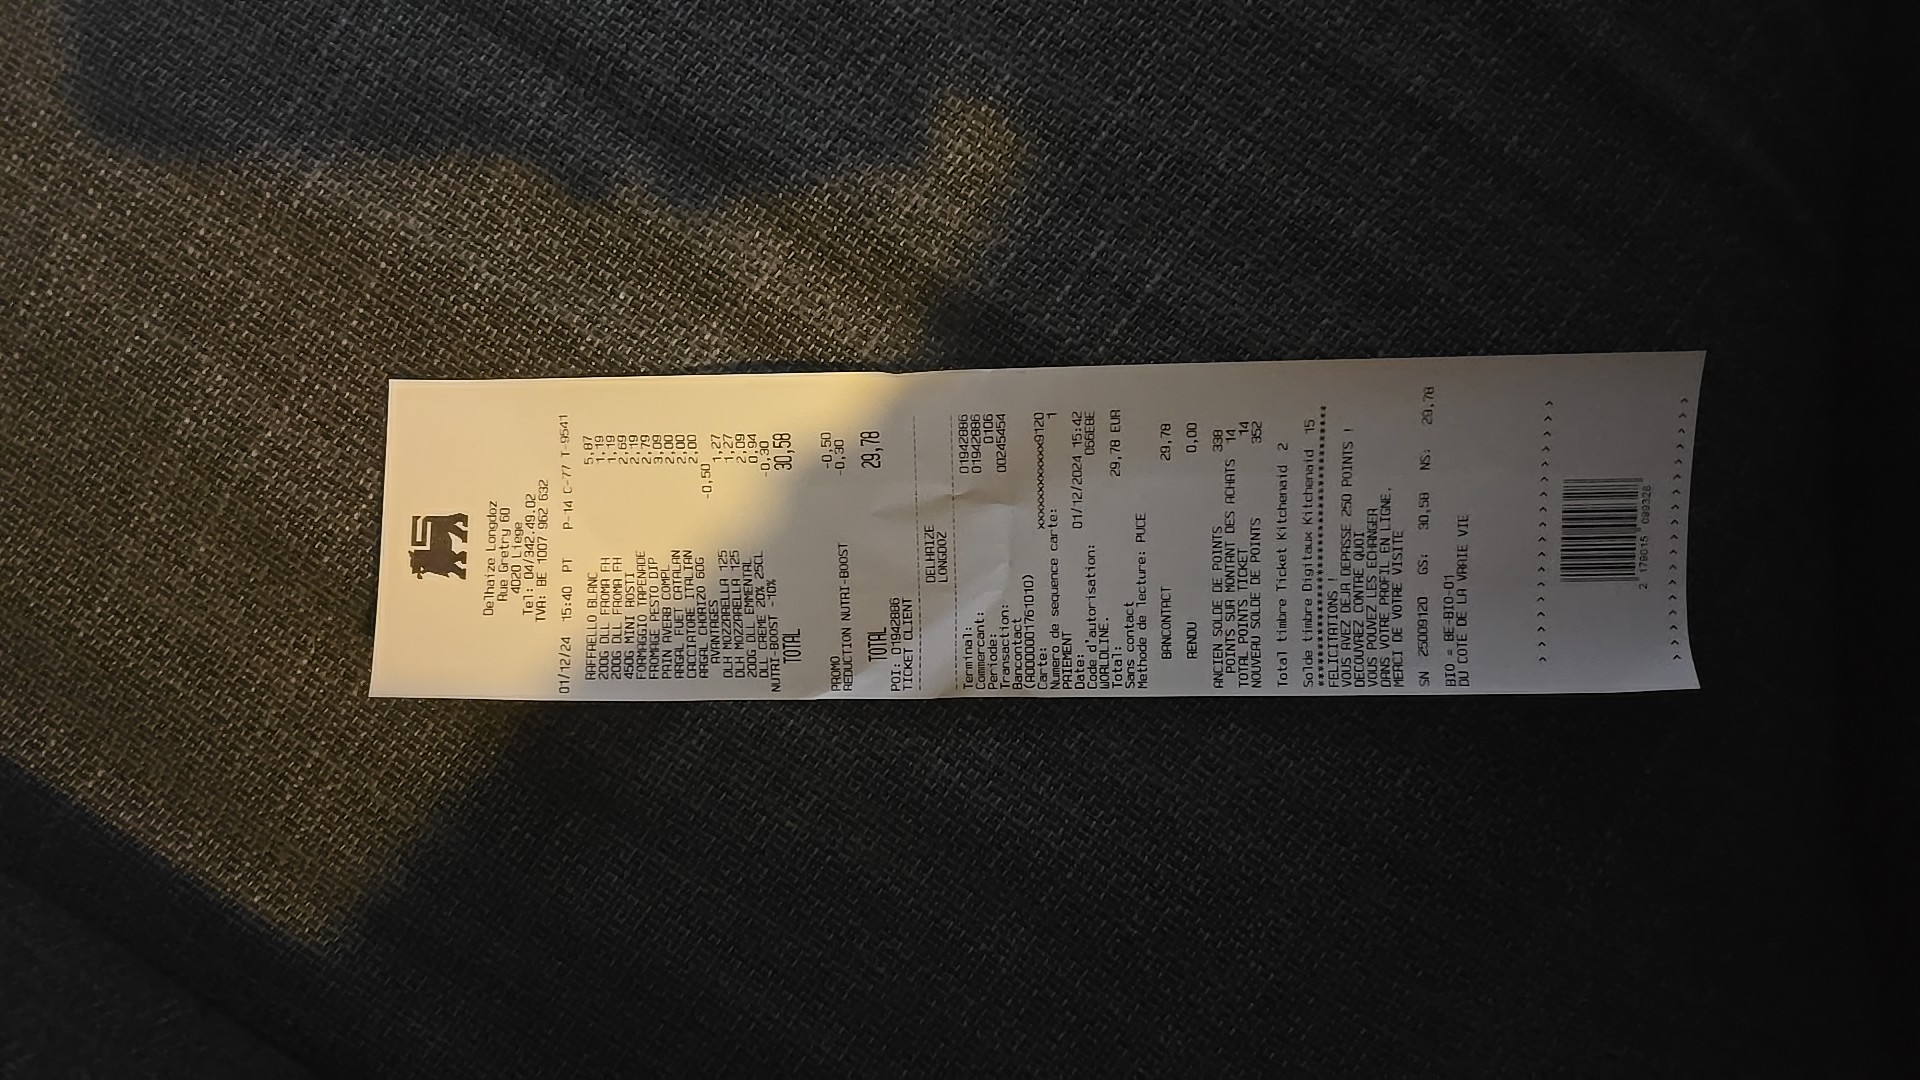 Delhaize Longdoz
Rue Gretry 60
4020 Liege
Tel: 04/342.49.02
TVA: BE 1007 962 632
01/12/24 15:40 PT P-14 C-77 T-9541
RAFFAELLO BLANC 5,87
200G DLL FROMA FH 1,19
200G DLL FROMA FH 1,19
450G MINI ROSTI 2,69
FORMAGGIO TAPENADE 2,19
FROMAGE PESTO DIP 2,79
PAIN AVERB COMPL 3,09
ARGAL FUET CATALAN 2,00
CACCIATORE ITALIAN 2,00
ARGAL CHORIZO 60G 2,00
AVANTAGES -0,50
DLH MOZZARELLA 125 1,27
DLH MOZZARELLA 125 1,27
200G DLL EMMENTAL 2,09
DLL CREME 20% 25CL 0,94
NUTRI-BOOST -10% -0,30
TOTAL 30,58
PROMO -0,50
REDUCTION NUTRI-BOOST -0,30
TOTAL 29,78
POI: 01942886
TICKET CLIENT
DELHAIZE
LONGDOZ
Terminal: 01942886
Commercant: 01942886
Periode: 0106
Transaction: 00245454
Bancontact
(A0000001761010)
Carte: xxxxxxxxxxxxx9120
Numero de sequence carte: 1
PAIEMENT
Date: 01/12/2024 15:42
Code d'autorisation: 066E8E
WORLDLINE.
Total: 29,78 EUR
Sans contact
Methode de lecture: PUCE
BANCONTACT 29,78
RENDU 0,00
ANCIEN SOLDE DE POINTS 338
POINTS SUR MONTANT DES ACHATS 14
TOTAL POINTS TICKET 14
NOUVEAU SOLDE DE POINTS 352
Total timbre Ticket Kitchenaid 2
Solde timbre Digitaux Kitchenaid 15
****************************************
FELICITATIONS !
VOUS AVEZ DEJA DEPASSE 250 POINTS !
DECOUVREZ CONTRE QUOI
VOUS POUVEZ LES ECHANGER
DANS VOTRE PROFIL EN LIGNE.
MERCI DE VOTRE VISITE
SN 25009120 GS: 30,58 NS: 29,78
BIO = BE-BIO-01
DU COTE DE LA VRAIE VIE
2 179015 099326